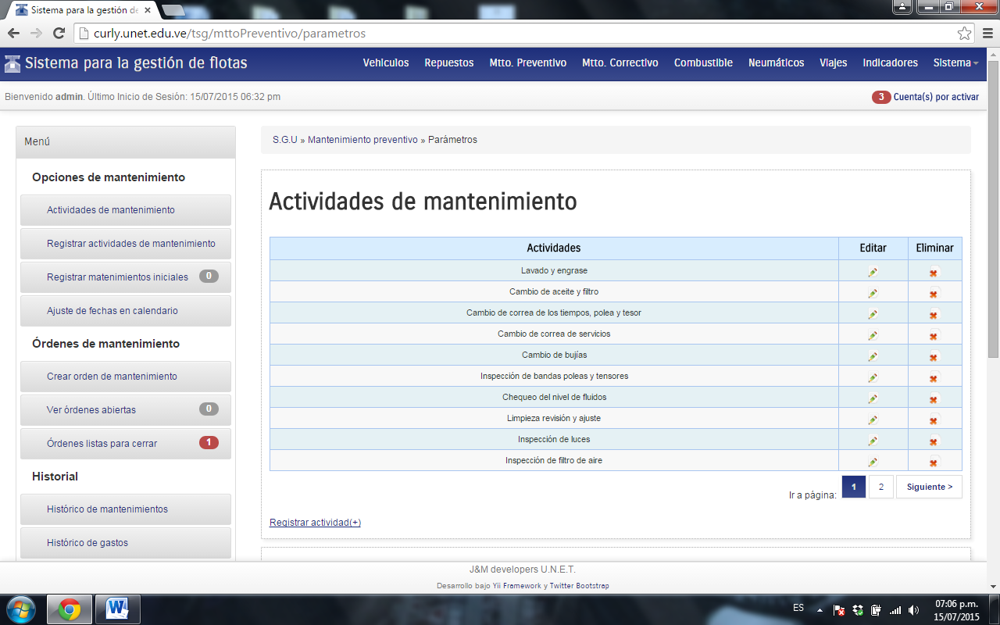 Sistema para la gestión de
curly.unet.edu.ve/tsg/mttoPreventivo/parametros
Sistema para la gestión de flotas
Vehiculos Repuestos Mtto. Preventivo Mtto. Correctivo Combustible Neumáticos Viajes Indicadores Sistema
Bienvenido admin. Último Inicio de Sesión: 15/07/2015 06:32 pm
3 Cuenta(s) por activar
Menú
Opciones de mantenimiento
Actividades de mantenimiento
Registrar actividades de mantenimiento
Registrar matenimientos iniciales 0
Ajuste de fechas en calendario
Órdenes de mantenimiento
Crear orden de mantenimiento
Ver órdenes abiertas 0
Órdenes listas para cerrar 1
Historial
Histórico de mantenimientos
Histórico de gastos
S.G.U » Mantenimiento preventivo » Parámetros
Actividades de mantenimiento
Actividades Editar Eliminar
Lavado y engrase
Cambio de aceite y filtro
Cambio de correa de los tiempos, polea y tesor
Cambio de correa de servicios
Cambio de bujías
Inspección de bandas poleas y tensores
Chequeo del nivel de fluidos
Limpieza revisión y ajuste
Inspección de luces
Inspección de filtro de aire
Ir a página: 1 2 Siguiente >
Registrar actividad(+)
J&M developers U.N.E.T.
Desarrollo bajo Yii Framework y Twitter Bootstrap
ES
07:06 p.m.
15/07/2015